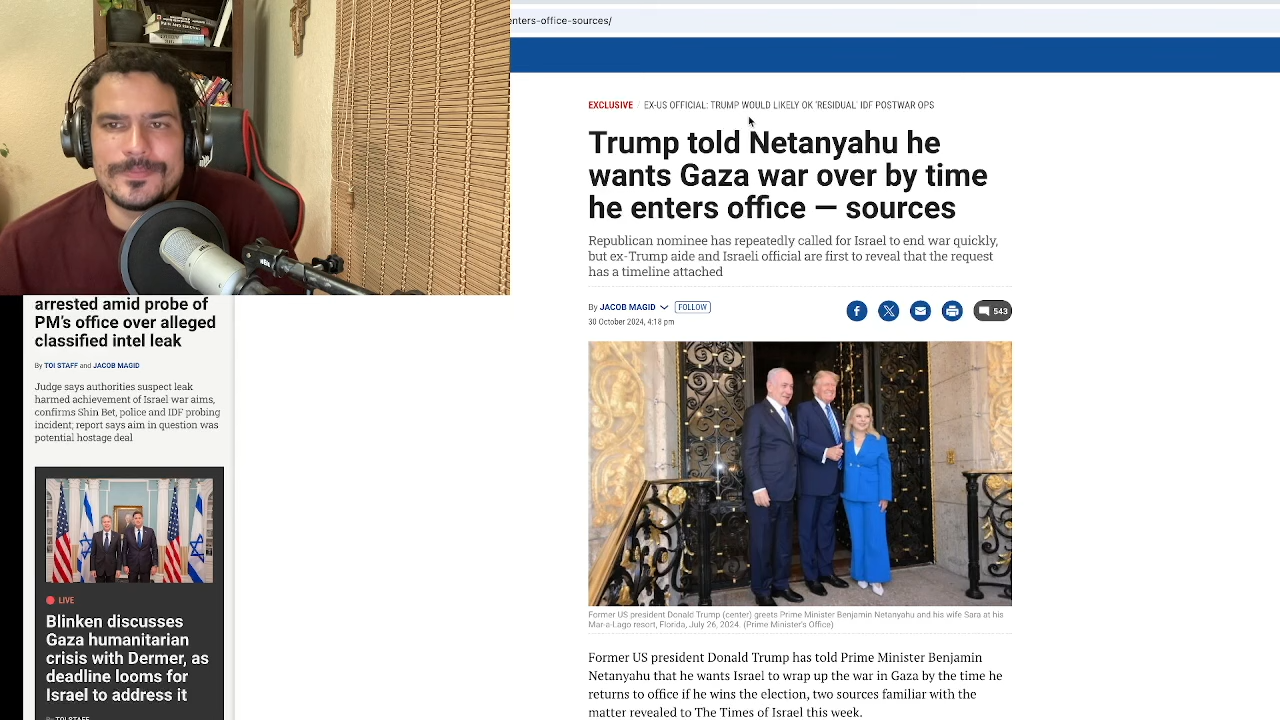 enters-office-sources/
EXCLUSIVE / EX-US OFFICIAL: TRUMP WOULD LIKELY OK 'RESIDUAL' IDF POSTWAR OPS
Trump told Netanyahu he
wants Gaza war over by time
he enters office — sources
Republican nominee has repeatedly called for Israel to end war quickly,
but ex-Trump aide and Israeli official are first to reveal that the request
has a timeline attached
By JACOB MAGID FOLLOW
30 October 2024, 4:18 pm
543
Former US president Donald Trump (center) greets Prime Minister Benjamin Netanyahu and his wife Sara at his
Mar-a-Lago resort, Florida, July 26, 2024. (Prime Minister's Office)
Former US president Donald Trump has told Prime Minister Benjamin
Netanyahu that he wants Israel to wrap up the war in Gaza by the time he
returns to office if he wins the election, two sources familiar with the
matter revealed to The Times of Israel this week.
arrested amid probe of
PM's office over alleged
classified intel leak
By TOI STAFF and JACOB MAGID
Judge says authorities suspect leak
harmed achievement of Israel war aims,
confirms Shin Bet, police and IDF probing
incident; report says aim in question was
potential hostage deal
LIVE
Blinken discusses
Gaza humanitarian
crisis with Dermer, as
deadline looms for
Israel to address it
By TOI STAFF